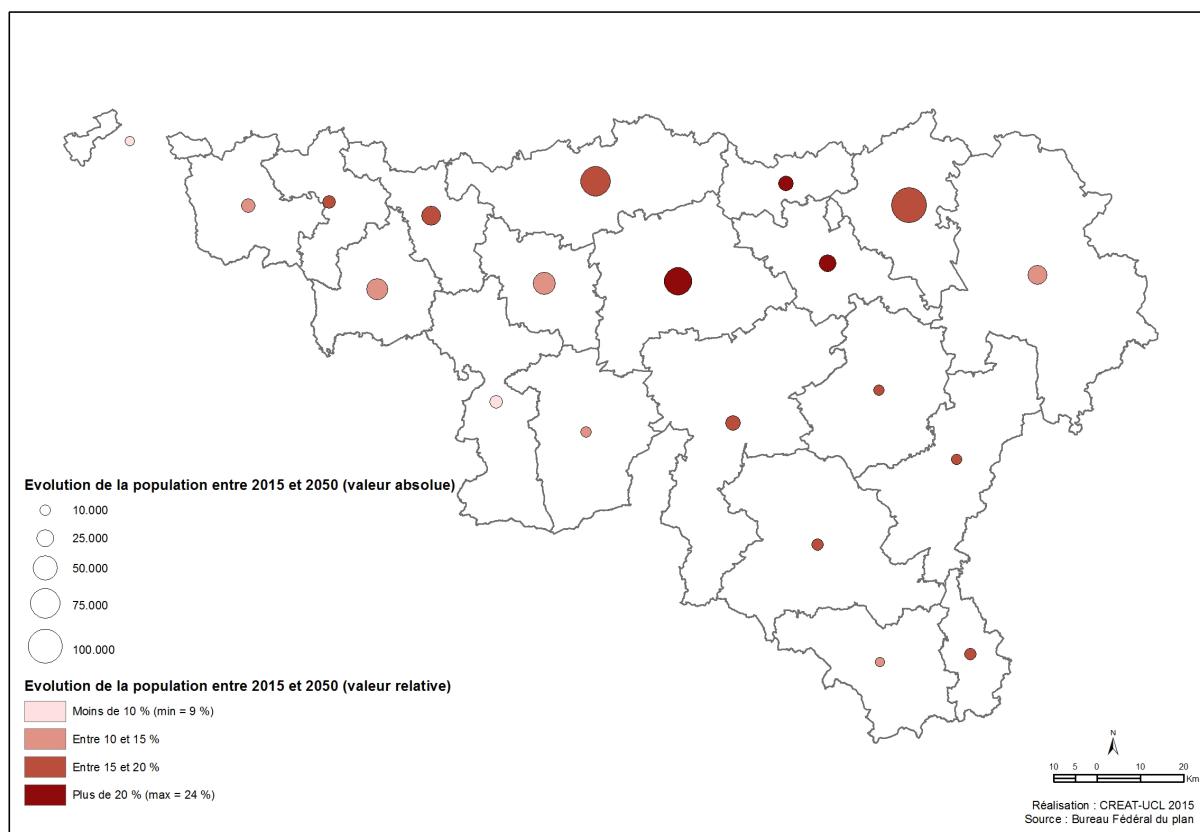 Evolution de la population entre 2015 et 2050 (valeur absolue)
10.000
25.000
50.000
75.000
100.000
Evolution de la population entre 2015 et 2050 (valeur relative)
Moins de 10 % (min = 9 %)
Entre 10 et 15 %
Entre 15 et 20 %
Plus de 20 % (max = 24 %)
N
10 5 0 10 20
Km
Réalisation : CREAT-UCL 2015
Source : Bureau Fédéral du plan